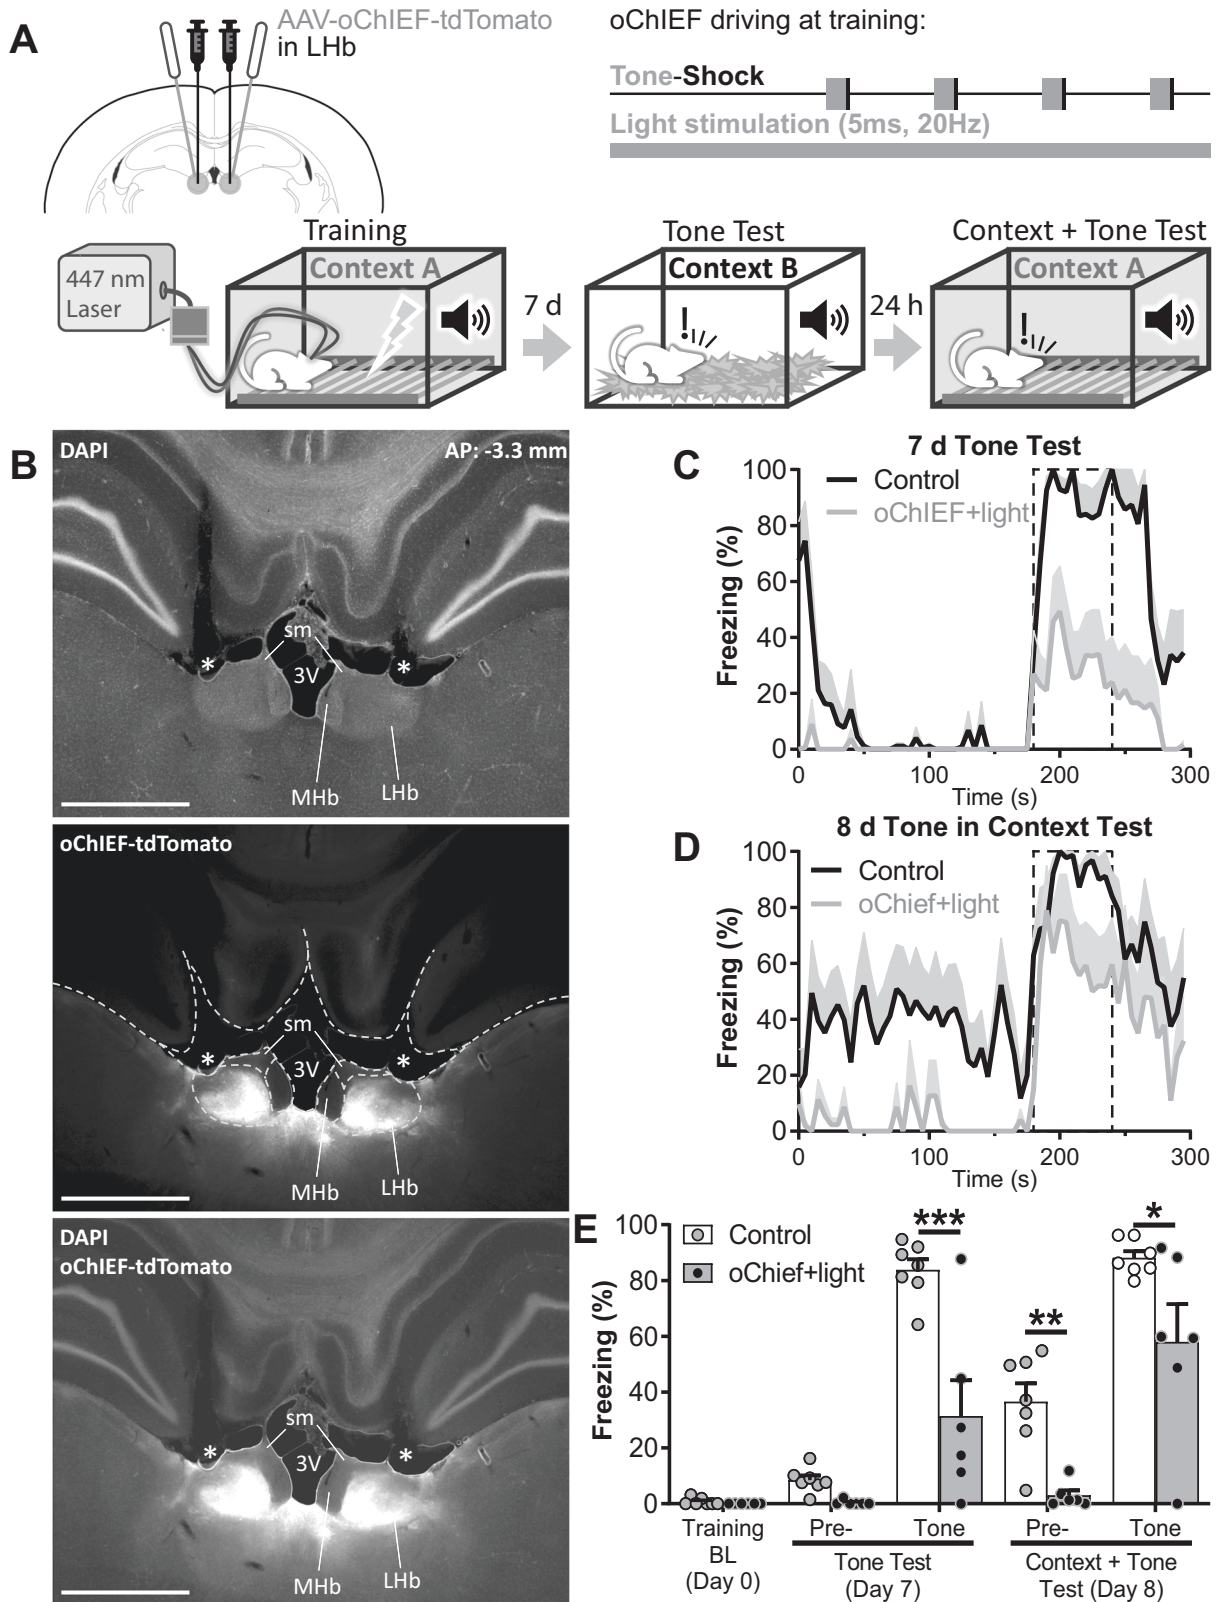 A
AAV-oChIEF-tdTomato
in LHb
oChIEF driving at training:
Tone-Shock
Light stimulation (5ms, 20Hz)
Training
Tone Test
Context + Tone Test
447 nm
Laser
Context A
7 d
Context B
!
24 h
Context A
!
B
DAPI
AP: -3.3 mm
sm
*
*
3V
MHb
LHb
oChIEF-tdTomato
sm
*
*
3V
MHb
LHb
DAPI
oChIEF-tdTomato
sm
*
*
3V
MHb
LHb
C
7 d Tone Test
Control
oChIEF+light
Freezing (%)
100
80
60
40
20
0
0
100
200
300
Time (s)
D
8 d Tone in Context Test
Control
oChief+light
Freezing (%)
100
80
60
40
20
0
0
100
200
300
Time (s)
E
Control
oChief+light
***
**
*
Freezing (%)
100
80
60
40
20
0
Training
BL
(Day 0)
Pre-
Tone
Tone Test
(Day 7)
Pre-
Tone
Context + Tone
Test (Day 8)